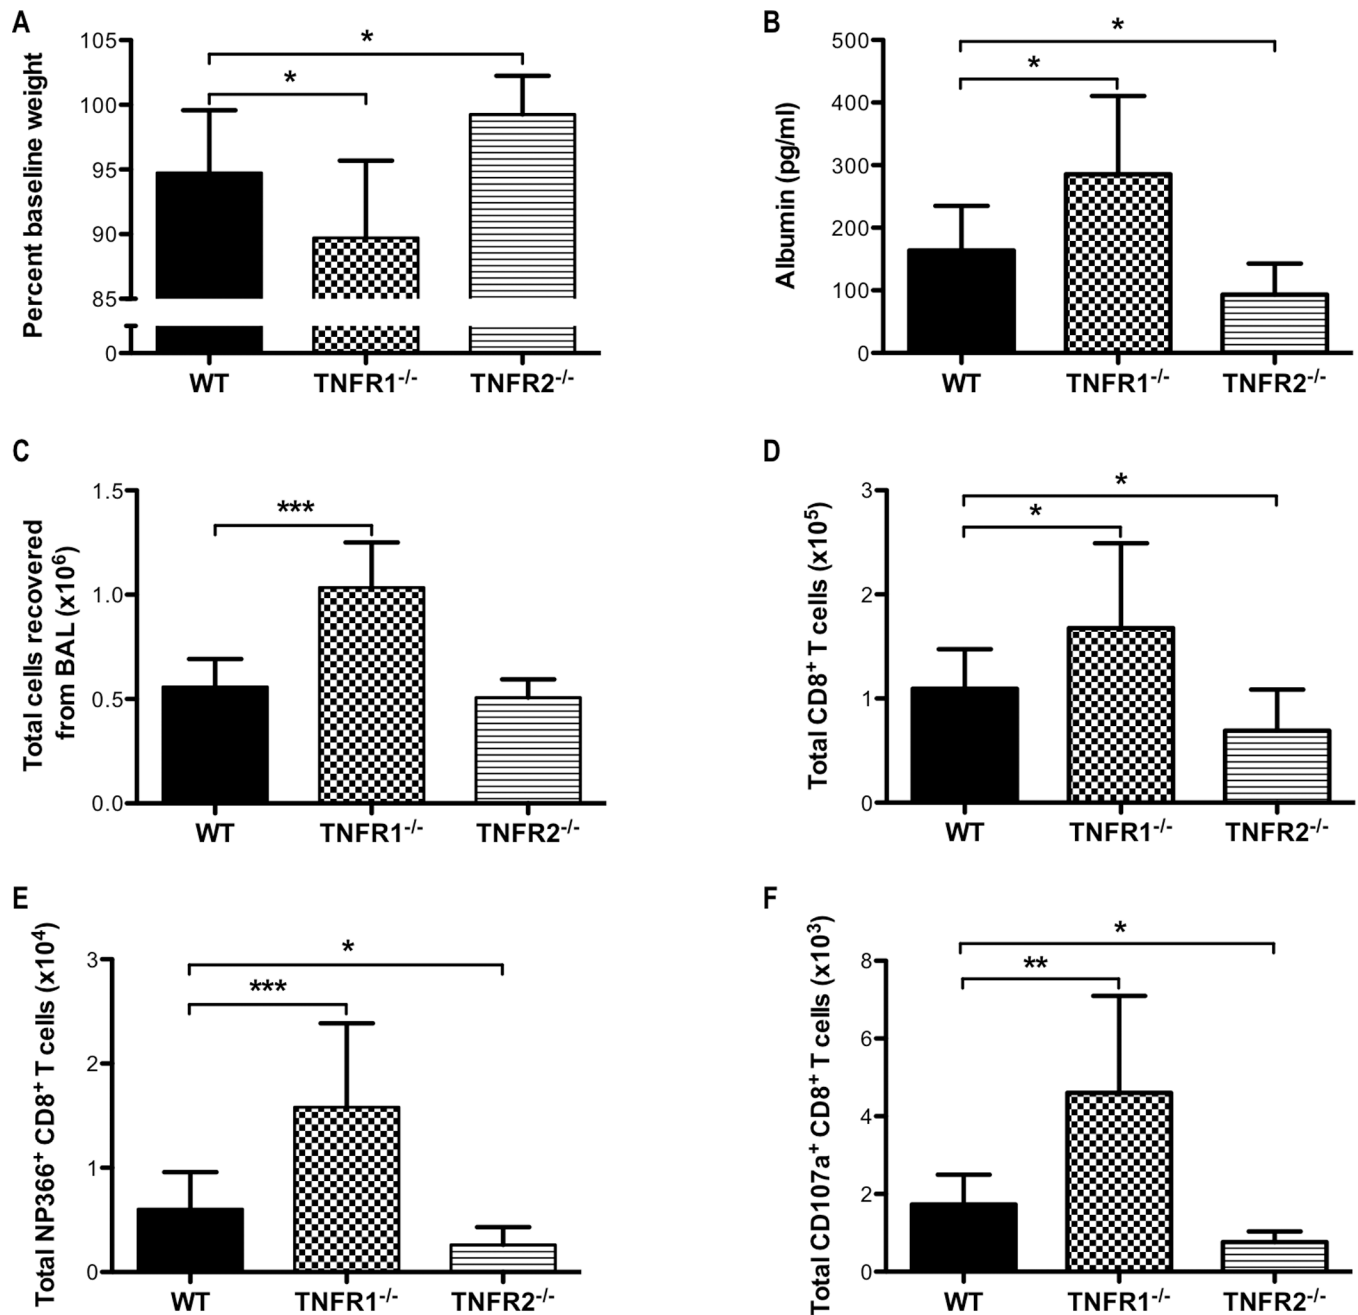 A
Percent baseline weight
105
100
95
90
85
0
*
*
WT
TNFR1-/-
TNFR2-/-
B
Albumin (pg/ml)
500
400
300
200
100
0
*
*
WT
TNFR1-/-
TNFR2-/-
C
Total cells recovered
from BAL (x10⁶)
1.5
1.0
0.5
0.0
***
WT
TNFR1-/-
TNFR2-/-
D
Total CD8⁺ T cells (x10⁵)
3
2
1
0
*
*
WT
TNFR1-/-
TNFR2-/-
E
Total NP366⁺ CD8⁺ T cells (x10⁴)
3
2
1
0
*
***
WT
TNFR1-/-
TNFR2-/-
F
Total CD107a⁺ CD8⁺ T cells (x10³)
8
6
4
2
0
*
**
WT
TNFR1-/-
TNFR2-/-